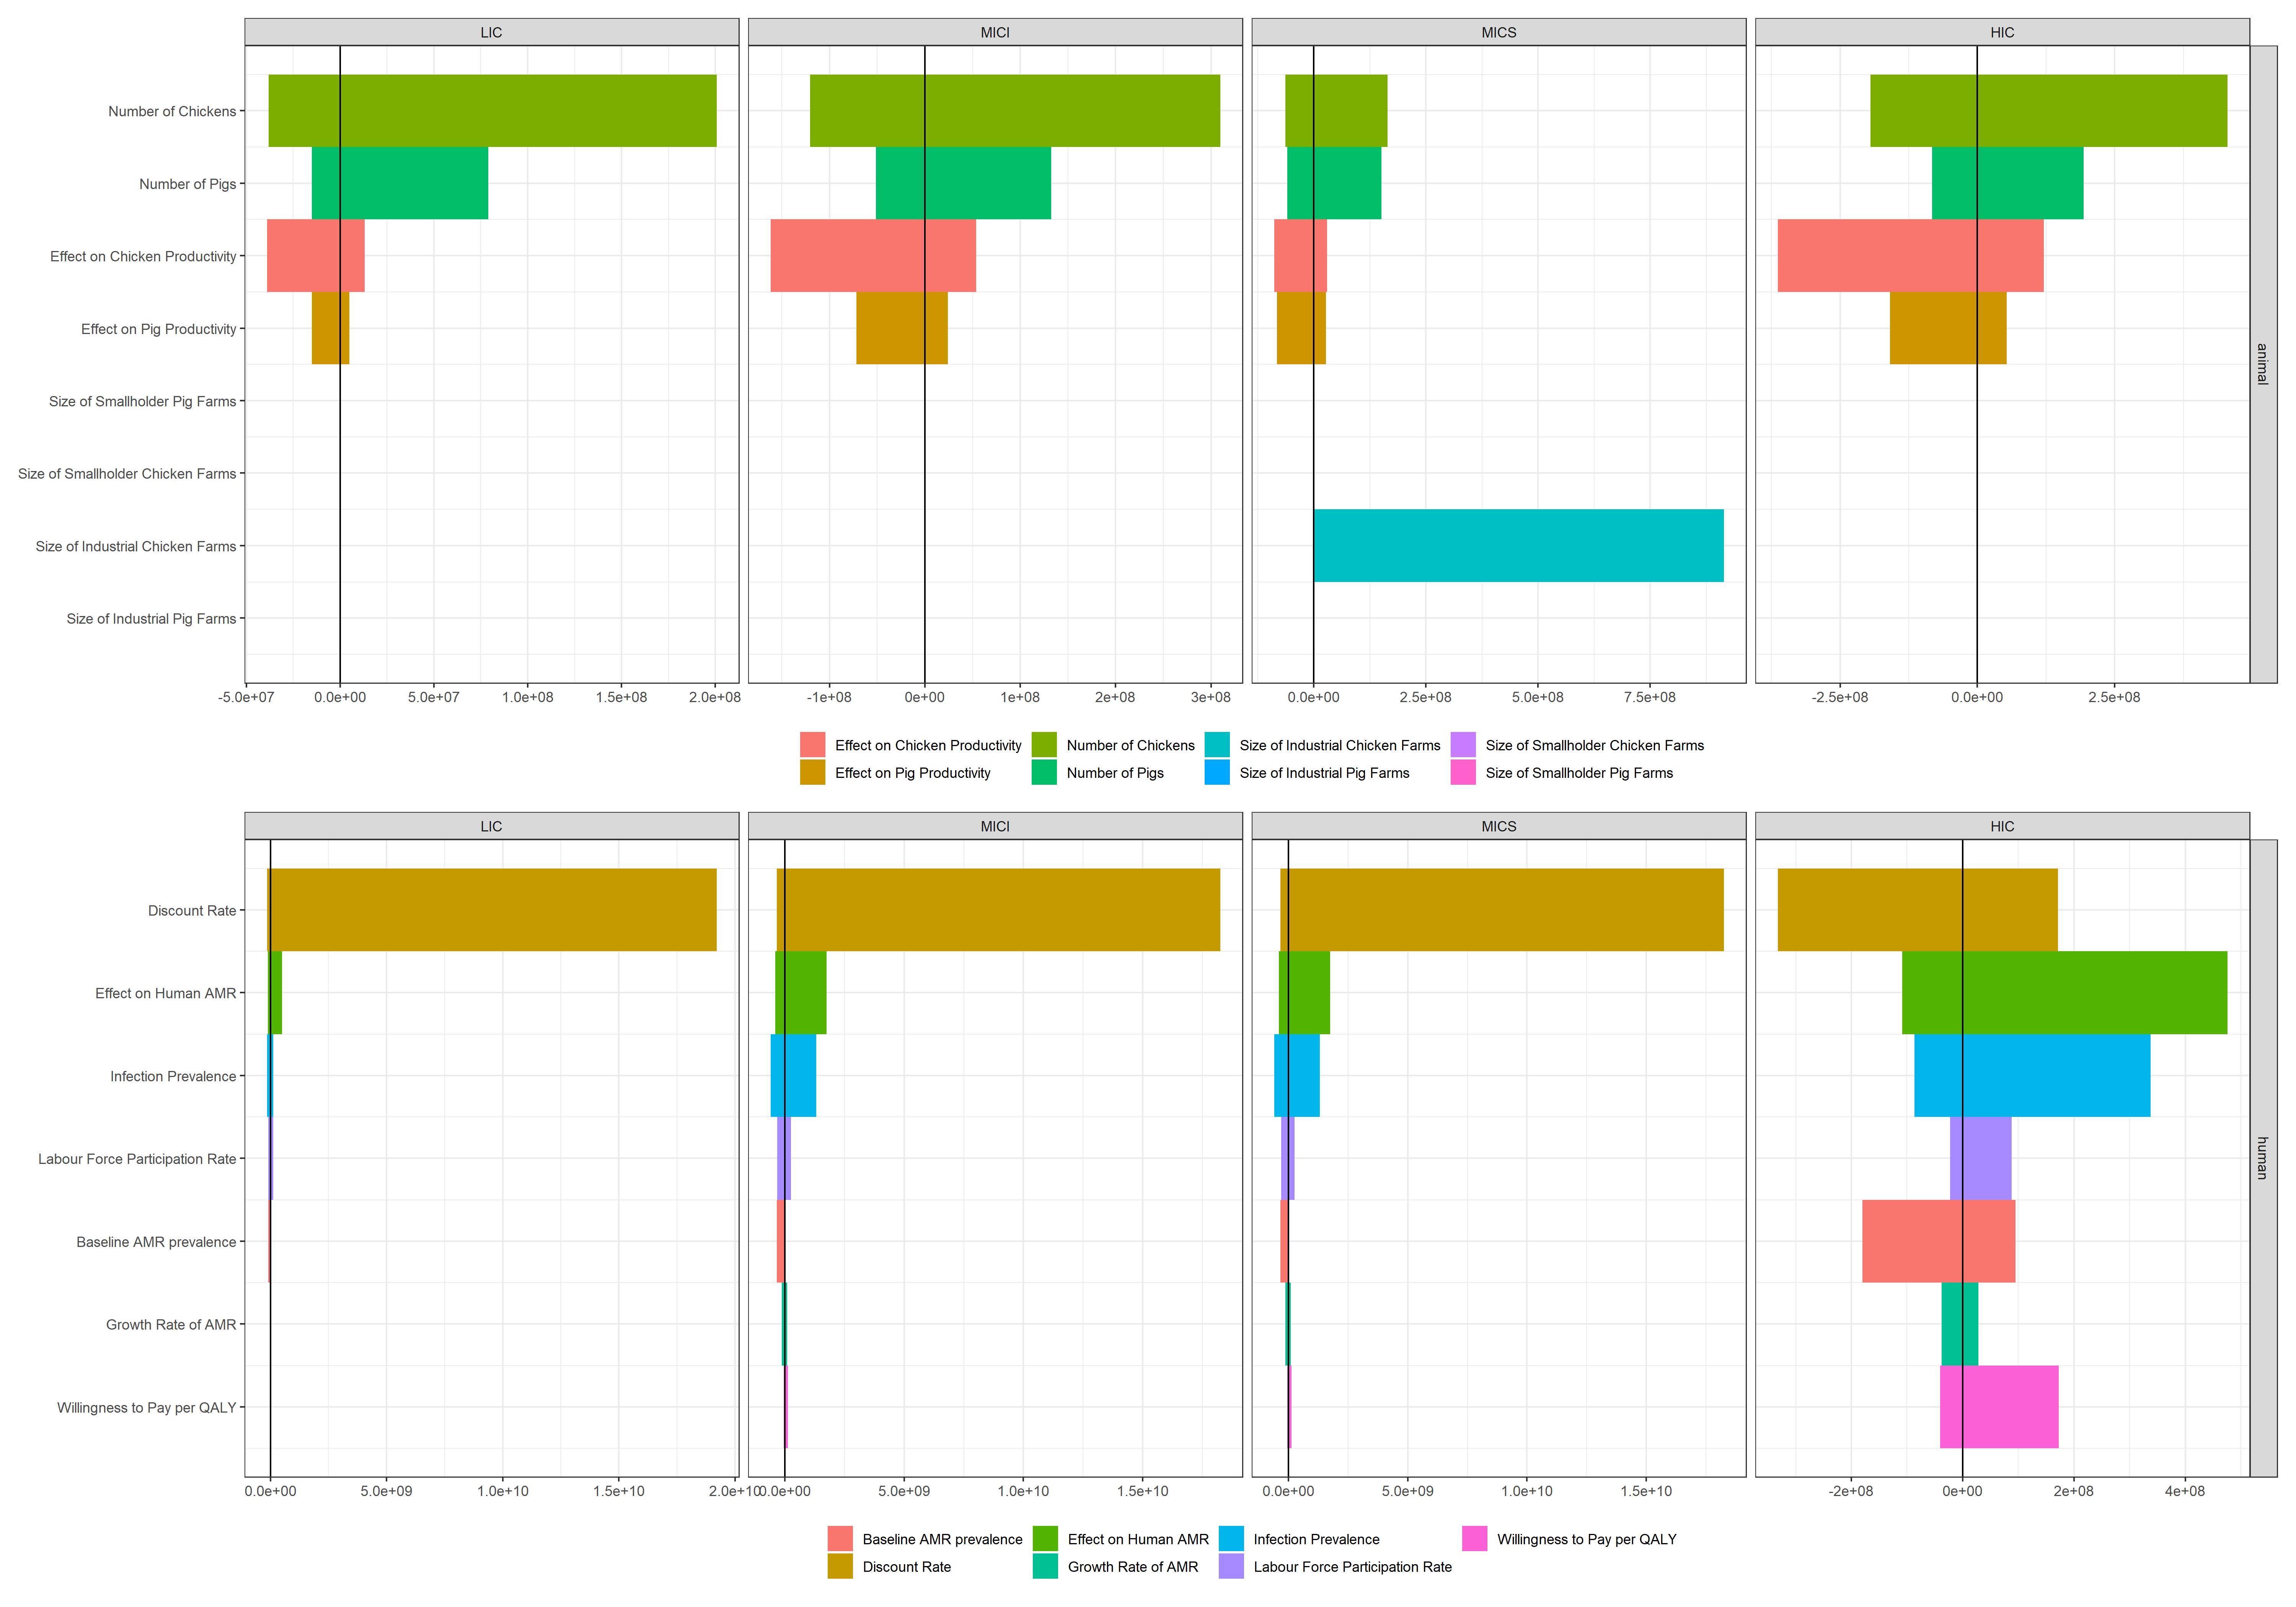 LIC MICI MICS HIC
Number of Chickens
Number of Pigs
Effect on Chicken Productivity
Effect on Pig Productivity
Size of Smallholder Pig Farms
Size of Smallholder Chicken Farms
Size of Industrial Chicken Farms
Size of Industrial Pig Farms
animal
-5.0e+07 0.0e+00 5.0e+07 1.0e+08 1.5e+08 2.0e+08 -1e+08 0e+00 1e+08 2e+08 3e+08 0.0e+00 2.5e+08 5.0e+08 7.5e+08 -2.5e+08 0.0e+00 2.5e+08
Effect on Chicken Productivity Number of Chickens Size of Industrial Chicken Farms Size of Smallholder Chicken Farms
Effect on Pig Productivity Number of Pigs Size of Industrial Pig Farms Size of Smallholder Pig Farms
LIC MICI MICS HIC
Discount Rate
Effect on Human AMR
Infection Prevalence
Labour Force Participation Rate
Baseline AMR prevalence
Growth Rate of AMR
Willingness to Pay per QALY
human
0.0e+00 5.0e+09 1.0e+10 1.5e+10 2.0e+10 0.0e+00 5.0e+09 1.0e+10 1.5e+10 0.0e+00 5.0e+09 1.0e+10 1.5e+10 -2e+08 0e+00 2e+08 4e+08
Baseline AMR prevalence Effect on Human AMR Infection Prevalence Willingness to Pay per QALY
Discount Rate Growth Rate of AMR Labour Force Participation Rate